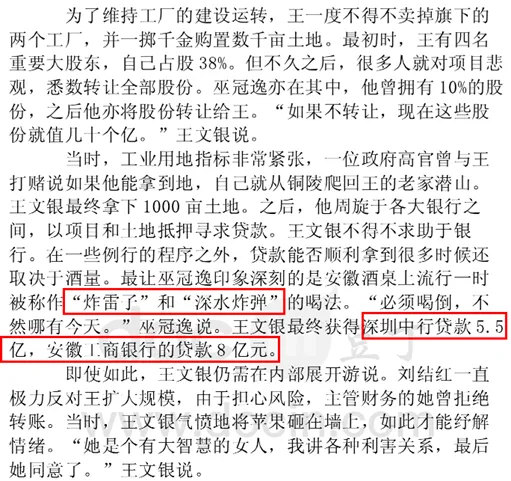 为了维持工厂的建设运转，王一度不得不卖掉旗下的
两个工厂，并一掷千金购置数千亩土地。最初时，王有四名
重要大股东，自己占股 38%。但不久之后，很多人就对项目悲
观，悉数转让全部股份。巫冠逸亦在其中，他曾拥有 10%的股
份，之后他亦将股份转让给王。“如果不转让，现在这些股
份就值几十个亿。”王文银说。
当时，工业用地指标非常紧张，一位政府高官曾与王
打赌说如果他能拿到地，自己就从铜陵爬回王的老家潜山。
王文银最终拿下 1000 亩土地。之后，他周旋于各大银行之
间，以项目和土地抵押寻求贷款。王文银不得不求助于银
行。在一些例行的程序之外，贷款能否顺利拿到很多时候还
取决于酒量。最让巫冠逸印象深刻的是安徽酒桌上流行一时
被称作“炸雷子”和“深水炸弹”的喝法。“必须喝倒，不
然哪有今天。 巫冠逸说。王文银最终获得深圳中行贷款 5.5
亿，安徽工商银行的贷款 8 亿元。
即使如此，王文银仍需在内部展开游说。刘结红一直
极力反对王扩大规模，由于担心风险，主管财务的她曾拒绝
转账。当时，王文银气愤地将苹果砸在墙上，如此才能纾解
情绪。“她是个有大智慧的女人，我讲各种利害关系，最后
她同意了。”王文银说。
豆丁
www.docin.com